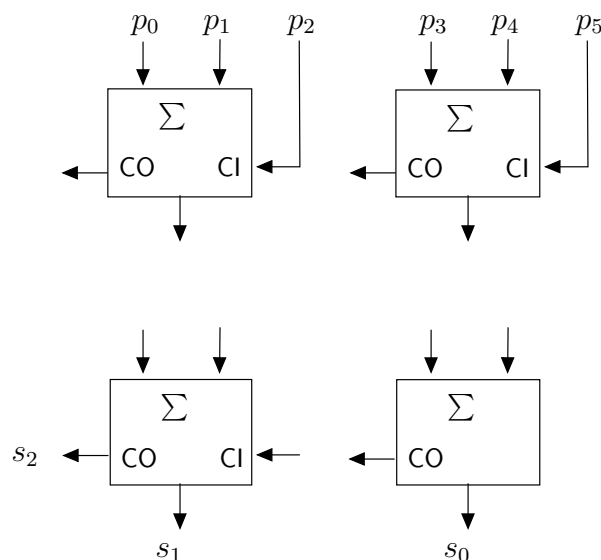 p₀ p₁ p₂ p₃ p₄ p₅
Σ Σ
CO CI CO CI
Σ Σ
s₂ CO CI CO
s₁ s₀